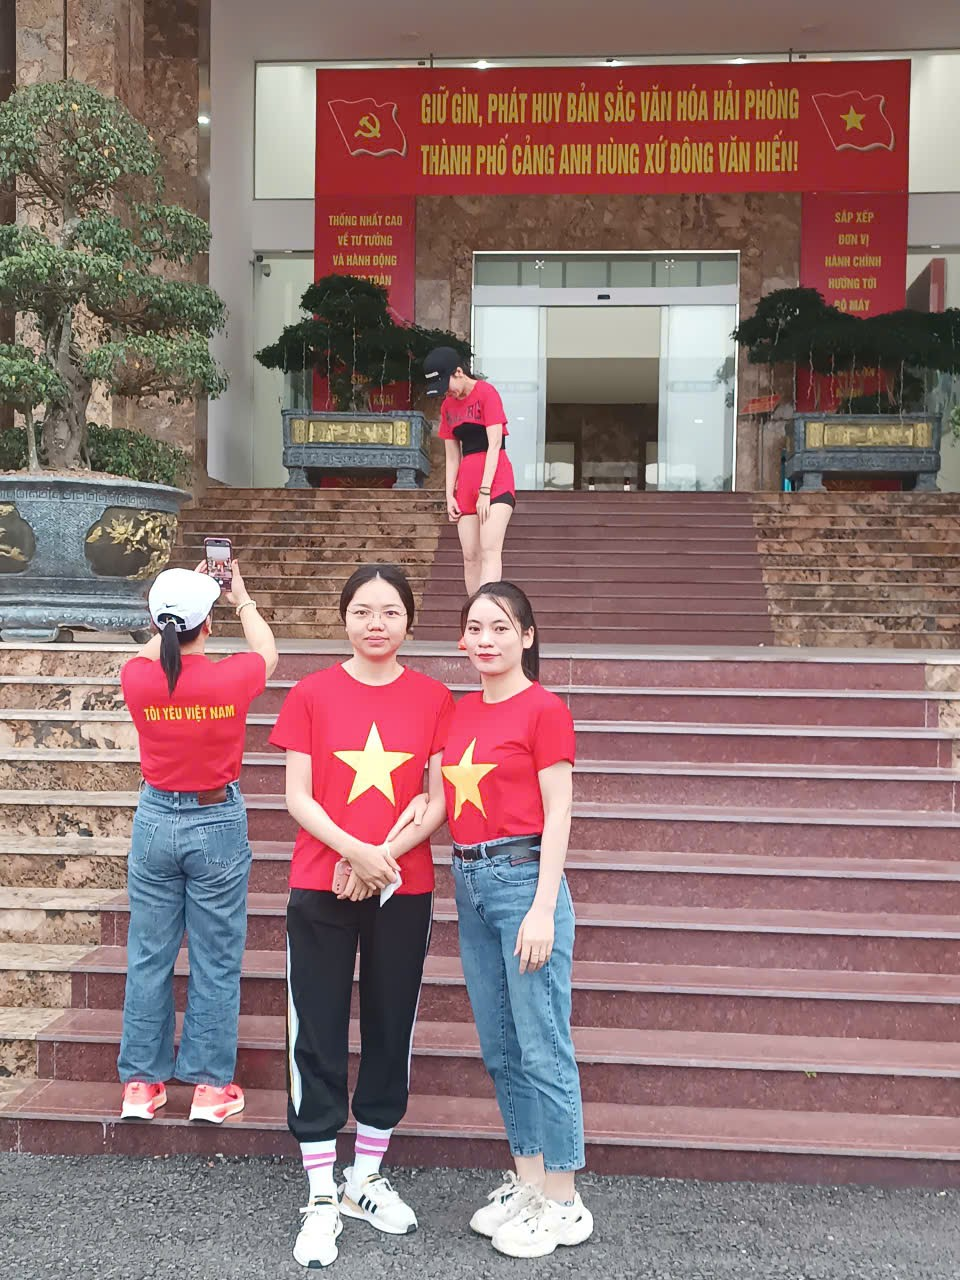 GIỮ GÌN, PHÁT HUY BẢN SẮC VĂN HÓA HẢI PHÒNG
THÀNH PHỐ CẢNG ANH HÙNG XỨ ĐÔNG VĂN HIẾN!
THỐNG NHẤT CAO
VỀ TƯ TƯỞNG
VÀ HÀNH ĐỘNG
TOÀN
SẮP XẾP
ĐƠN VỊ
HÀNH CHÍNH
HƯỚNG TỚI
BỘ MÁY
TÔI YÊU VIỆT NAM